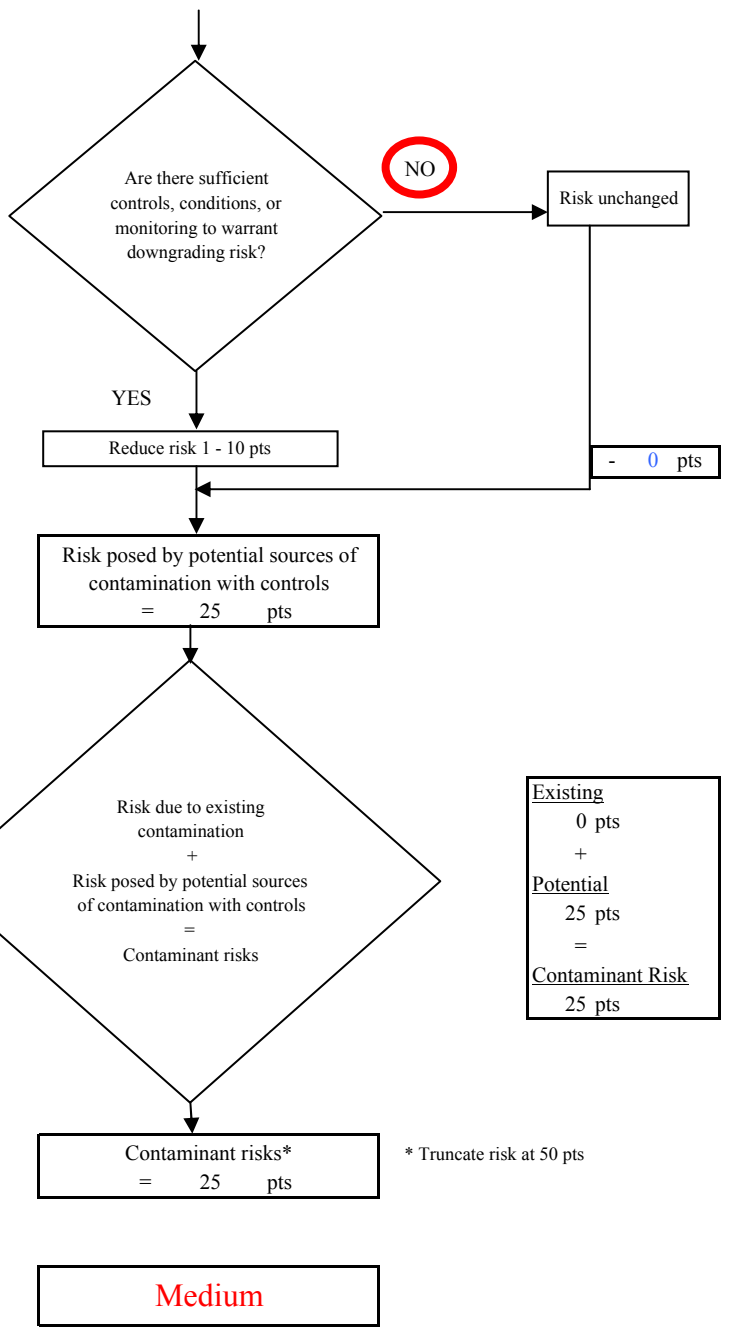 Are there sufficient
controls, conditions, or
monitoring to warrant
downgrading risk?
NO
Risk unchanged
YES
Reduce risk 1 - 10 pts
- 0 pts
Risk posed by potential sources of
contamination with controls
= 25 pts
Risk due to existing
contamination
+
Risk posed by potential sources
of contamination with controls
=
Contaminant risks
Existing
0 pts
+
Potential
25 pts
=
Contaminant Risk
25 pts
Contaminant risks*
= 25 pts
* Truncate risk at 50 pts
Medium